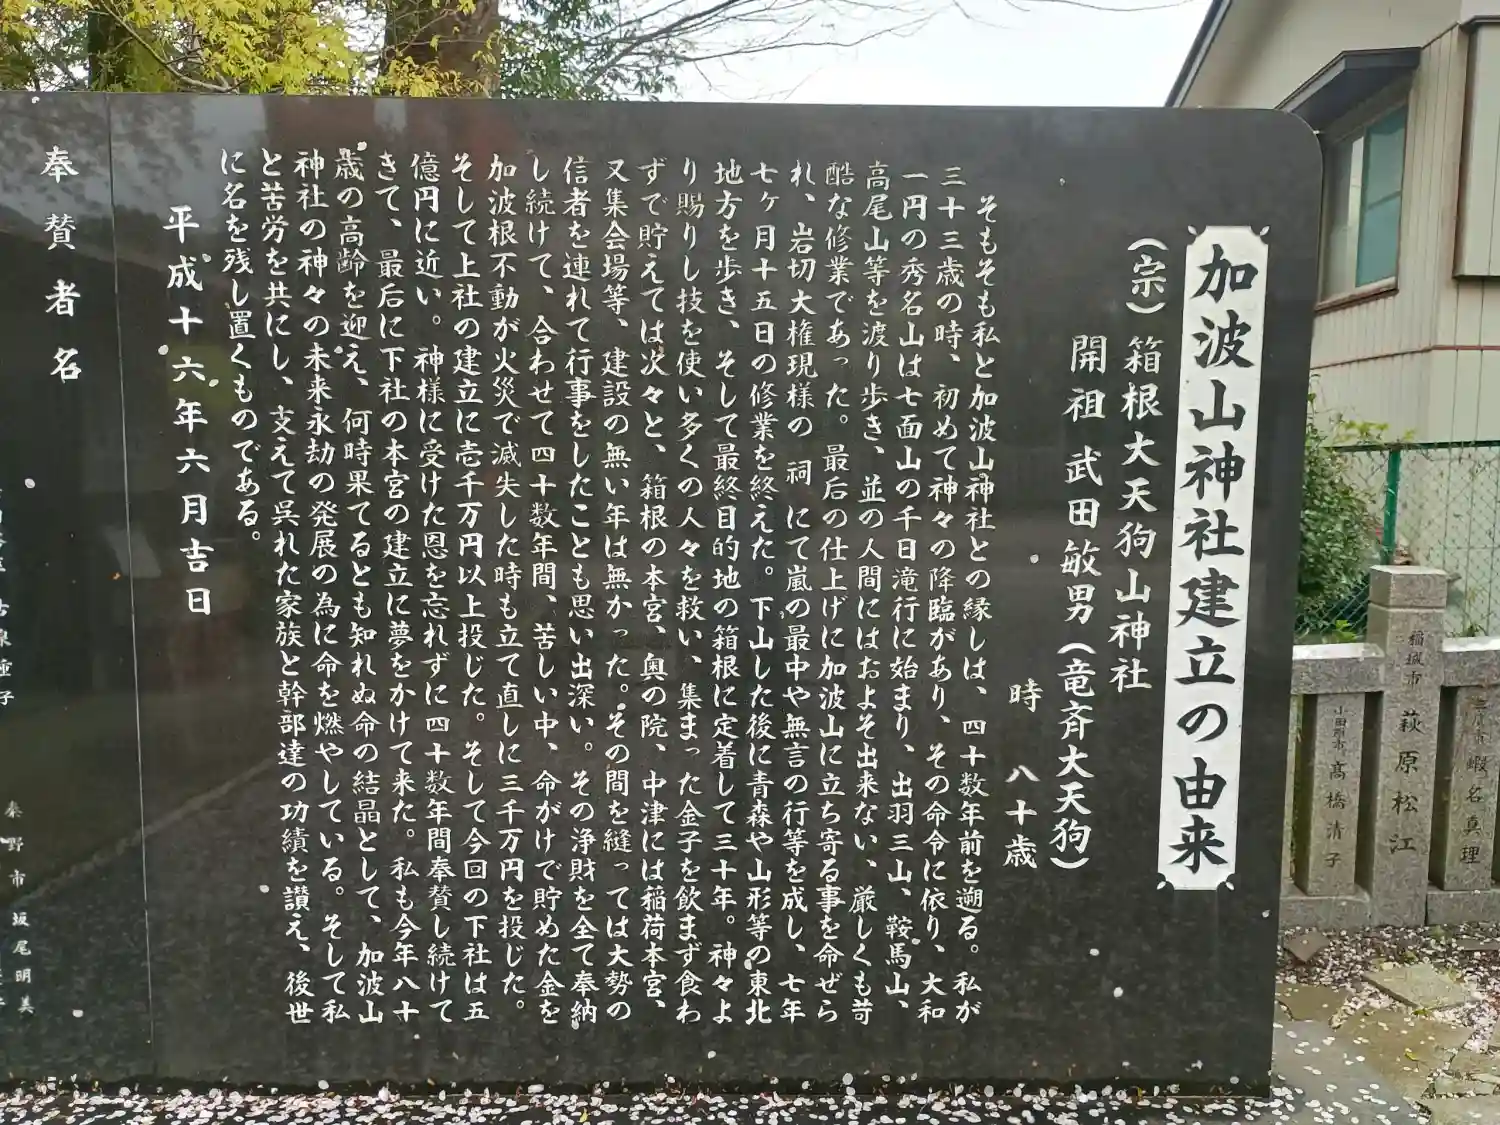 加波山神社建立の由来
（宗）箱根大天狗山神社
開祖 武田敏男（竜斉大天狗）
時 八十歳
そもそも私と加波山神社との縁しは、四十数年前を遡る。私が
三十三歳の時、初めて神々の降臨があり、その命令に依り、大和
一円の秀名山は七面山の千日滝行に始まり、出羽三山、鞍馬山、
高尾山等を渡り歩き、並の人間にはおよそ出来ない、厳しくも苛
酷な修業であった。最后の仕上げに加波山に立ち寄る事を命ぜら
れ、岩切大権現様の祠にて嵐の最中や無言の行等を成し、七年
七ヶ月十五日の修業を終えた。下山した後に青森や山形等の東北
地方を歩き、そして最終目的地の箱根に定着して三十年。神々よ
り賜りし技を使い多くの人々を救い、集まった金子を飲まず食わ
ずで貯えては次々と、箱根の本宮、奥の院、中津には稲荷本宮、
又集会場等、建設の無い年は無かった。その間を縫っては大勢の
信者を連れて行事をしたことも思い出深い。その浄財を全て奉納
し続けて、合わせて四十数年間、苦しい中、命がけで貯めた金を
加波根不動が火災で滅失した時も立て直しに三千万円を投じた。
そして上社の建立に壱千万円以上投じた。そして今回の下社は五
億円に近い。神様に受けた恩を忘れずに四十数年間奉賛し続けて
きて、最后に下社の本宮の建立に夢をかけて来た。私も今年八十
歳の高齢を迎え、何時果てるとも知れぬ命の結晶として、加波山
神社の神々の未来永劫の発展の為に命を燃やしている。そして私
と苦労を共にし、支えて呉れた家族と幹部達の功績を讃え、後世
に名を残し置くものである。
平成十六年六月吉日
奉賛者名
秦野市 坂尾明美
稲城市 萩原松江
小田原市 高橋清子
蝦名真理